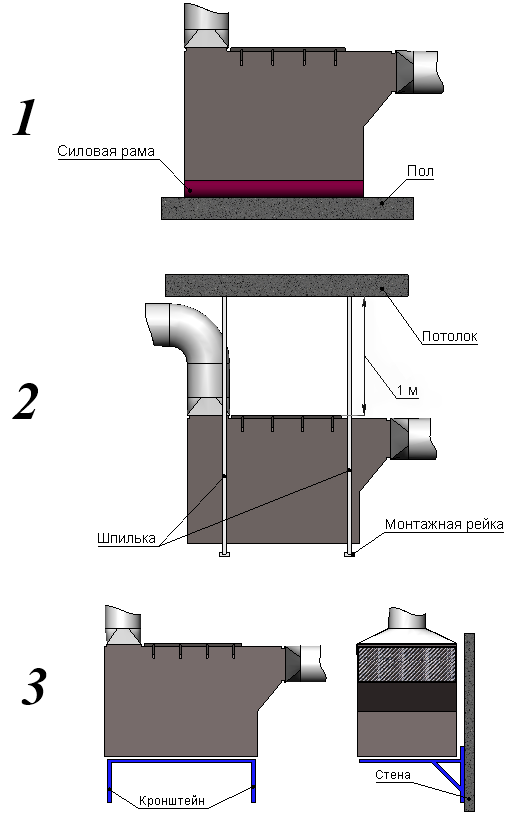 1
Силовая рама
Пол
Потолок
1 м
2
Шпилька
Монтажная рейка
3
Кронштейн
Стена